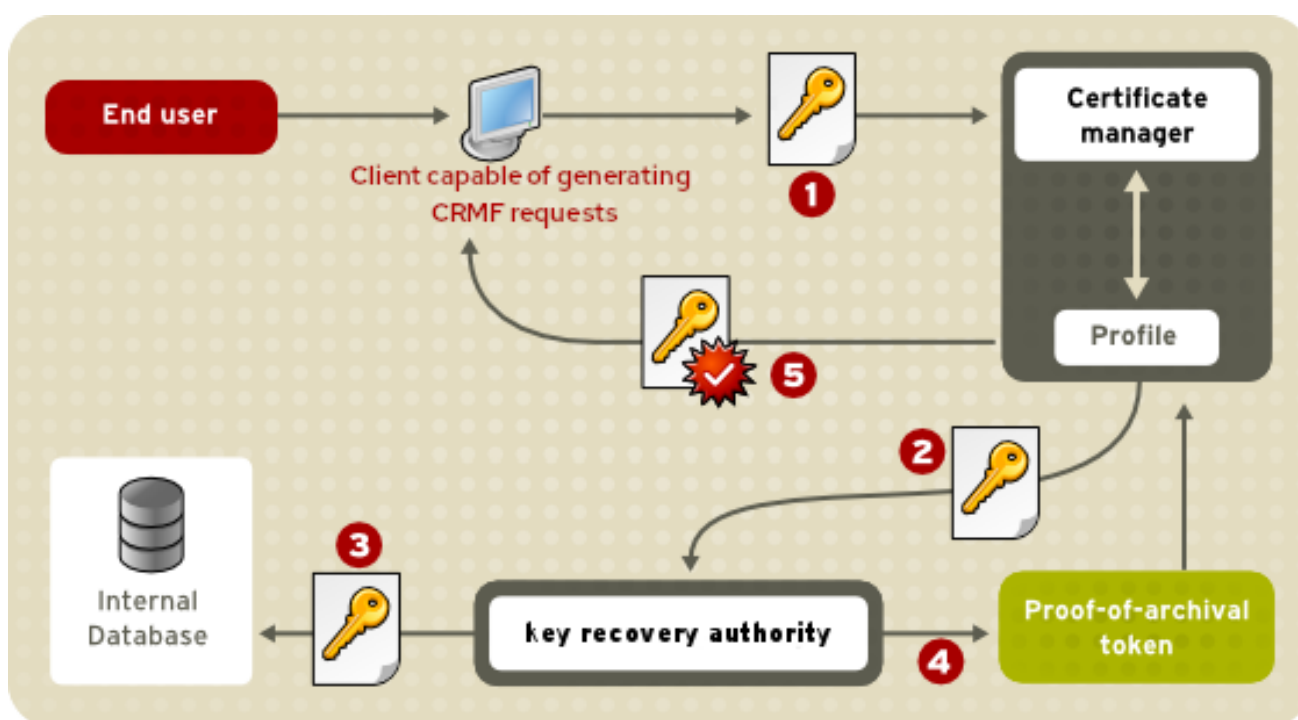 End user
Client capable of generating
CRMF requests
1
Certificate
manager
Profile
5
2
3
Internal
Database
key recovery authority
4
Proof-of-archival
token